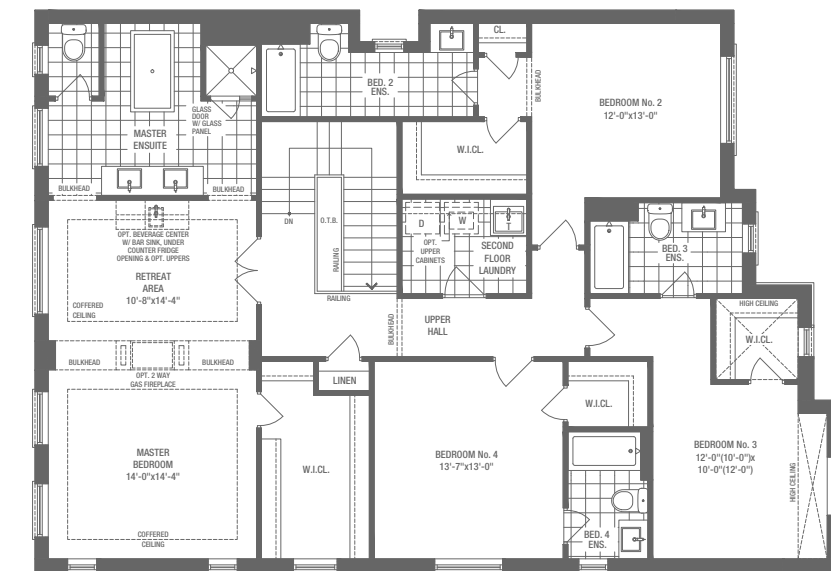 CL.
BED. 2
ENS.
BULKHEAD
BEDROOM No. 2
12'-0"x13'-0"
GLASS
DOOR
W/ GLASS
PANEL
MASTER
ENSUITE
W.I.CL.
BULKHEAD
BULKHEAD
D
W
T
OPT.
UPPER
CABINETS
SECOND
FLOOR
LAUNDRY
DN
O.T.B.
RAILING
RAILING
BED. 3
ENS.
OPT. BEVERAGE CENTER
W/ BAR SINK, UNDER
COUNTER FRIDGE
OPENING & OPT. UPPERS
RETREAT
AREA
10'-8"x14'-4"
COFFERED
CEILING
BULKHEAD
UPPER
HALL
HIGH CEILING
W.I.CL.
BULKHEAD
BULKHEAD
OPT. 2 WAY
GAS FIREPLACE
LINEN
W.I.CL.
MASTER
BEDROOM
14'-0"x14'-4"
W.I.CL.
BEDROOM No. 4
13'-7"x13'-0"
BEDROOM No. 3
12'-0"(10'-0")x
10'-0"(12'-0")
HIGH CEILING
COFFERED
CEILING
BED. 4
ENS.